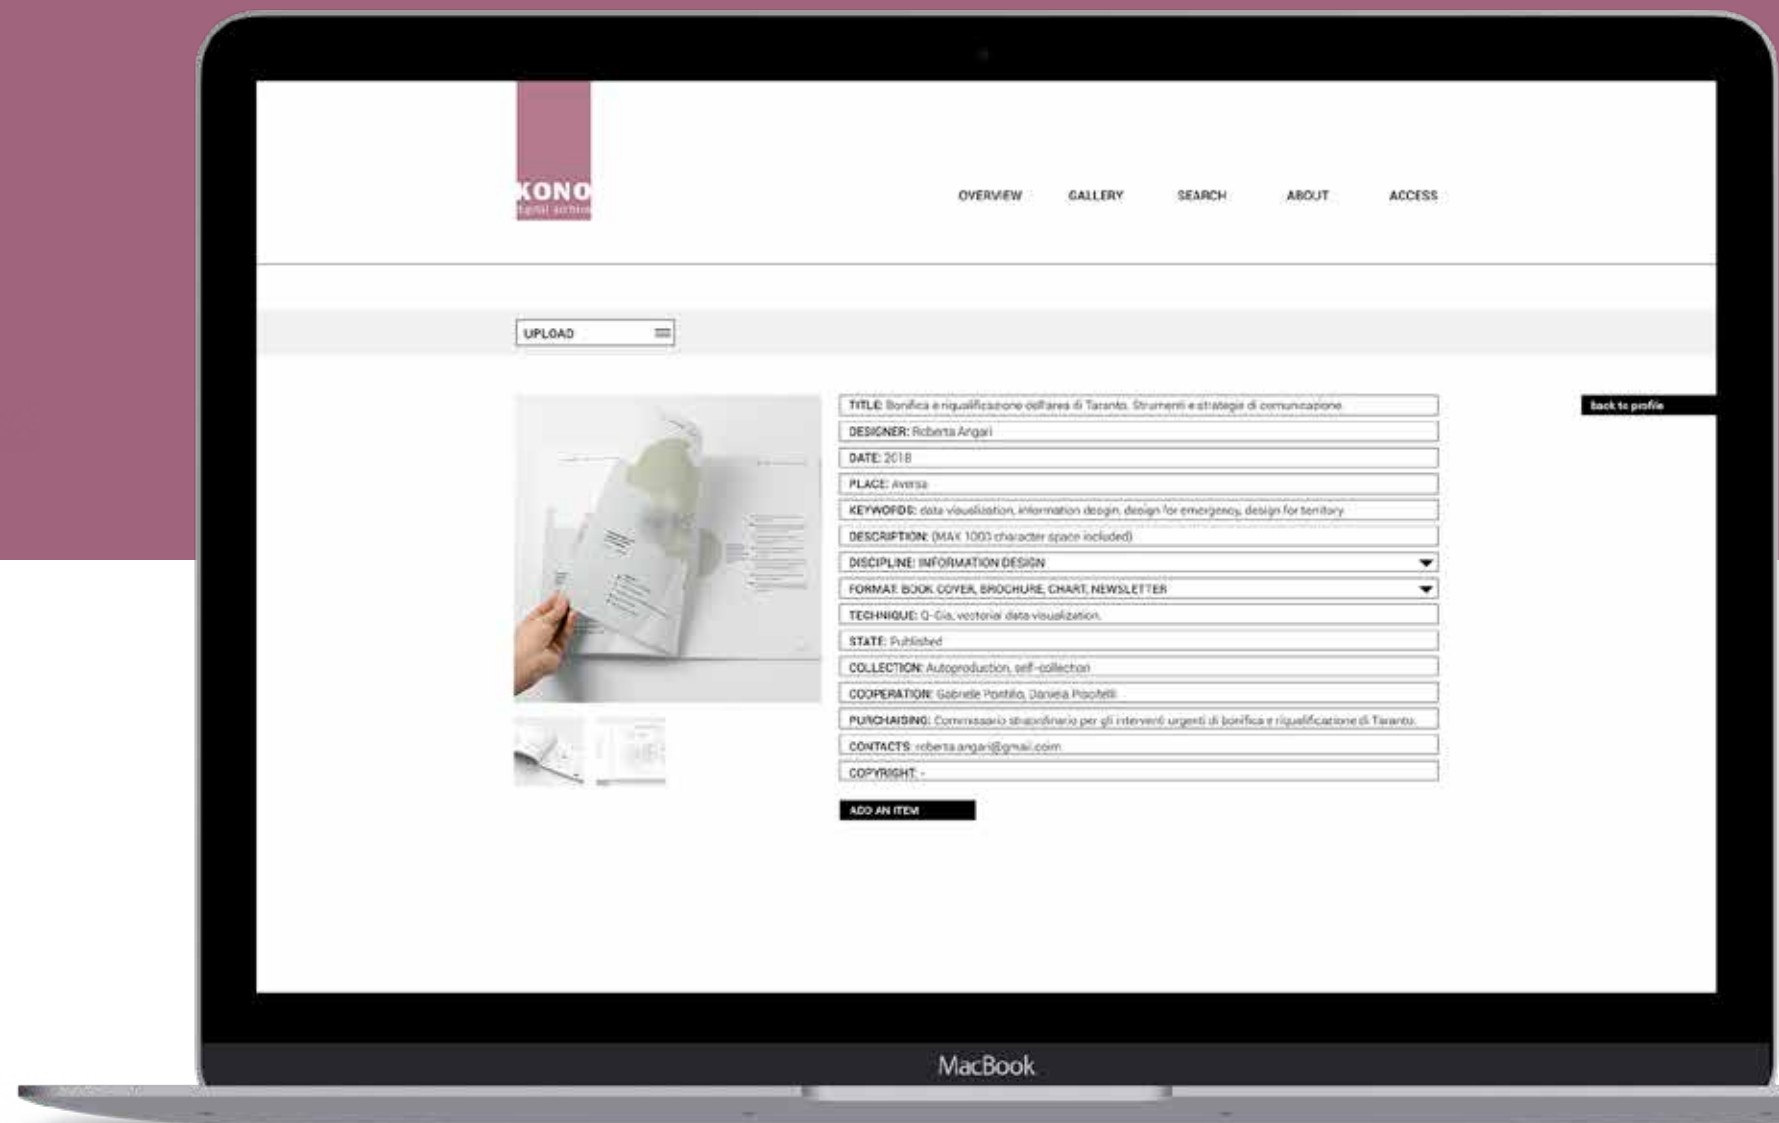 KONO
digital archive
OVERVIEW GALLERY SEARCH ABOUT ACCESS
UPLOAD
back to profile
TITLE: Bonifica e riqualificazione dell'area di Taranto. Strumenti e strategie di comunicazione
DESIGNER: Roberta Angari
DATE: 2018
PLACE: Aversa
KEYWORDS: data visualization, information design, design for emergency, design for territory
DESCRIPTION: (MAX 1000 character space included)
DISCIPLINE: INFORMATION DESIGN
FORMAT: BOOK COVER, BROCHURE, CHART, NEWSLETTER
TECHNIQUE: Q-Gis, vectorial data visualization.
STATE: Published
COLLECTION: Autoproduction, self-collection
COOPERATION: Gabriele Pontillo, Daniela Piscitelli
PURCHAISING: Commissario straordinario per gli interventi urgenti di bonifica e riqualificazione di Taranto.
CONTACTS: roberta.angari@gmail.coim
COPYRIGHT: -
ADD AN ITEM
MacBook